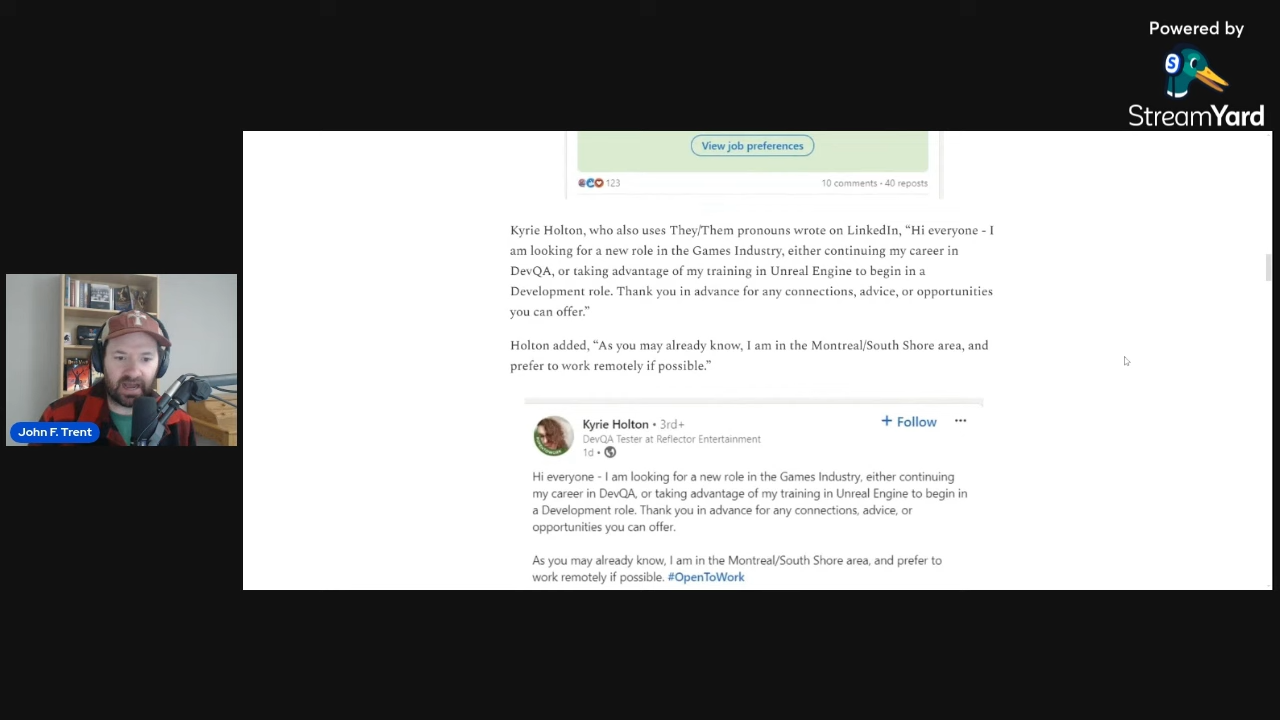 Powered by
StreamYard
View job preferences
123
10 comments · 40 reposts
Kyrie Holton, who also uses They/Them pronouns wrote on LinkedIn, “Hi everyone - I
am looking for a new role in the Games Industry, either continuing my career in
DevQA, or taking advantage of my training in Unreal Engine to begin in a
Development role. Thank you in advance for any connections, advice, or opportunities
you can offer.”
Holton added, “As you may already know, I am in the Montreal/South Shore area, and
prefer to work remotely if possible.”
Kyrie Holton • 3rd+
+ Follow
DevQA Tester at Reflector Entertainment
1d •
Hi everyone - I am looking for a new role in the Games Industry, either continuing
my career in DevQA, or taking advantage of my training in Unreal Engine to begin in
a Development role. Thank you in advance for any connections, advice, or
opportunities you can offer.
As you may already know, I am in the Montreal/South Shore area, and prefer to
work remotely if possible. #OpenToWork
John F. Trent